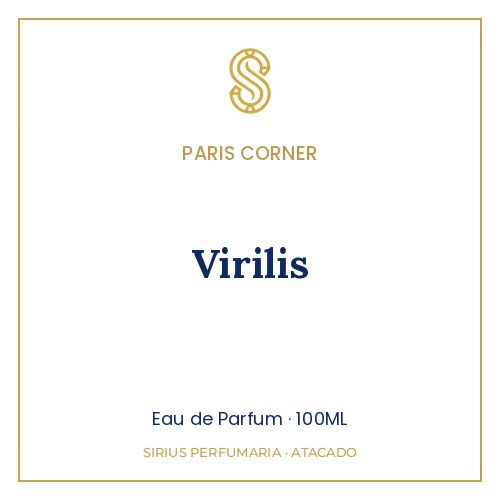 PARIS CORNER
Virilis
Eau de Parfum · 100ML
SIRIUS PERFUMARIA · ATACADO